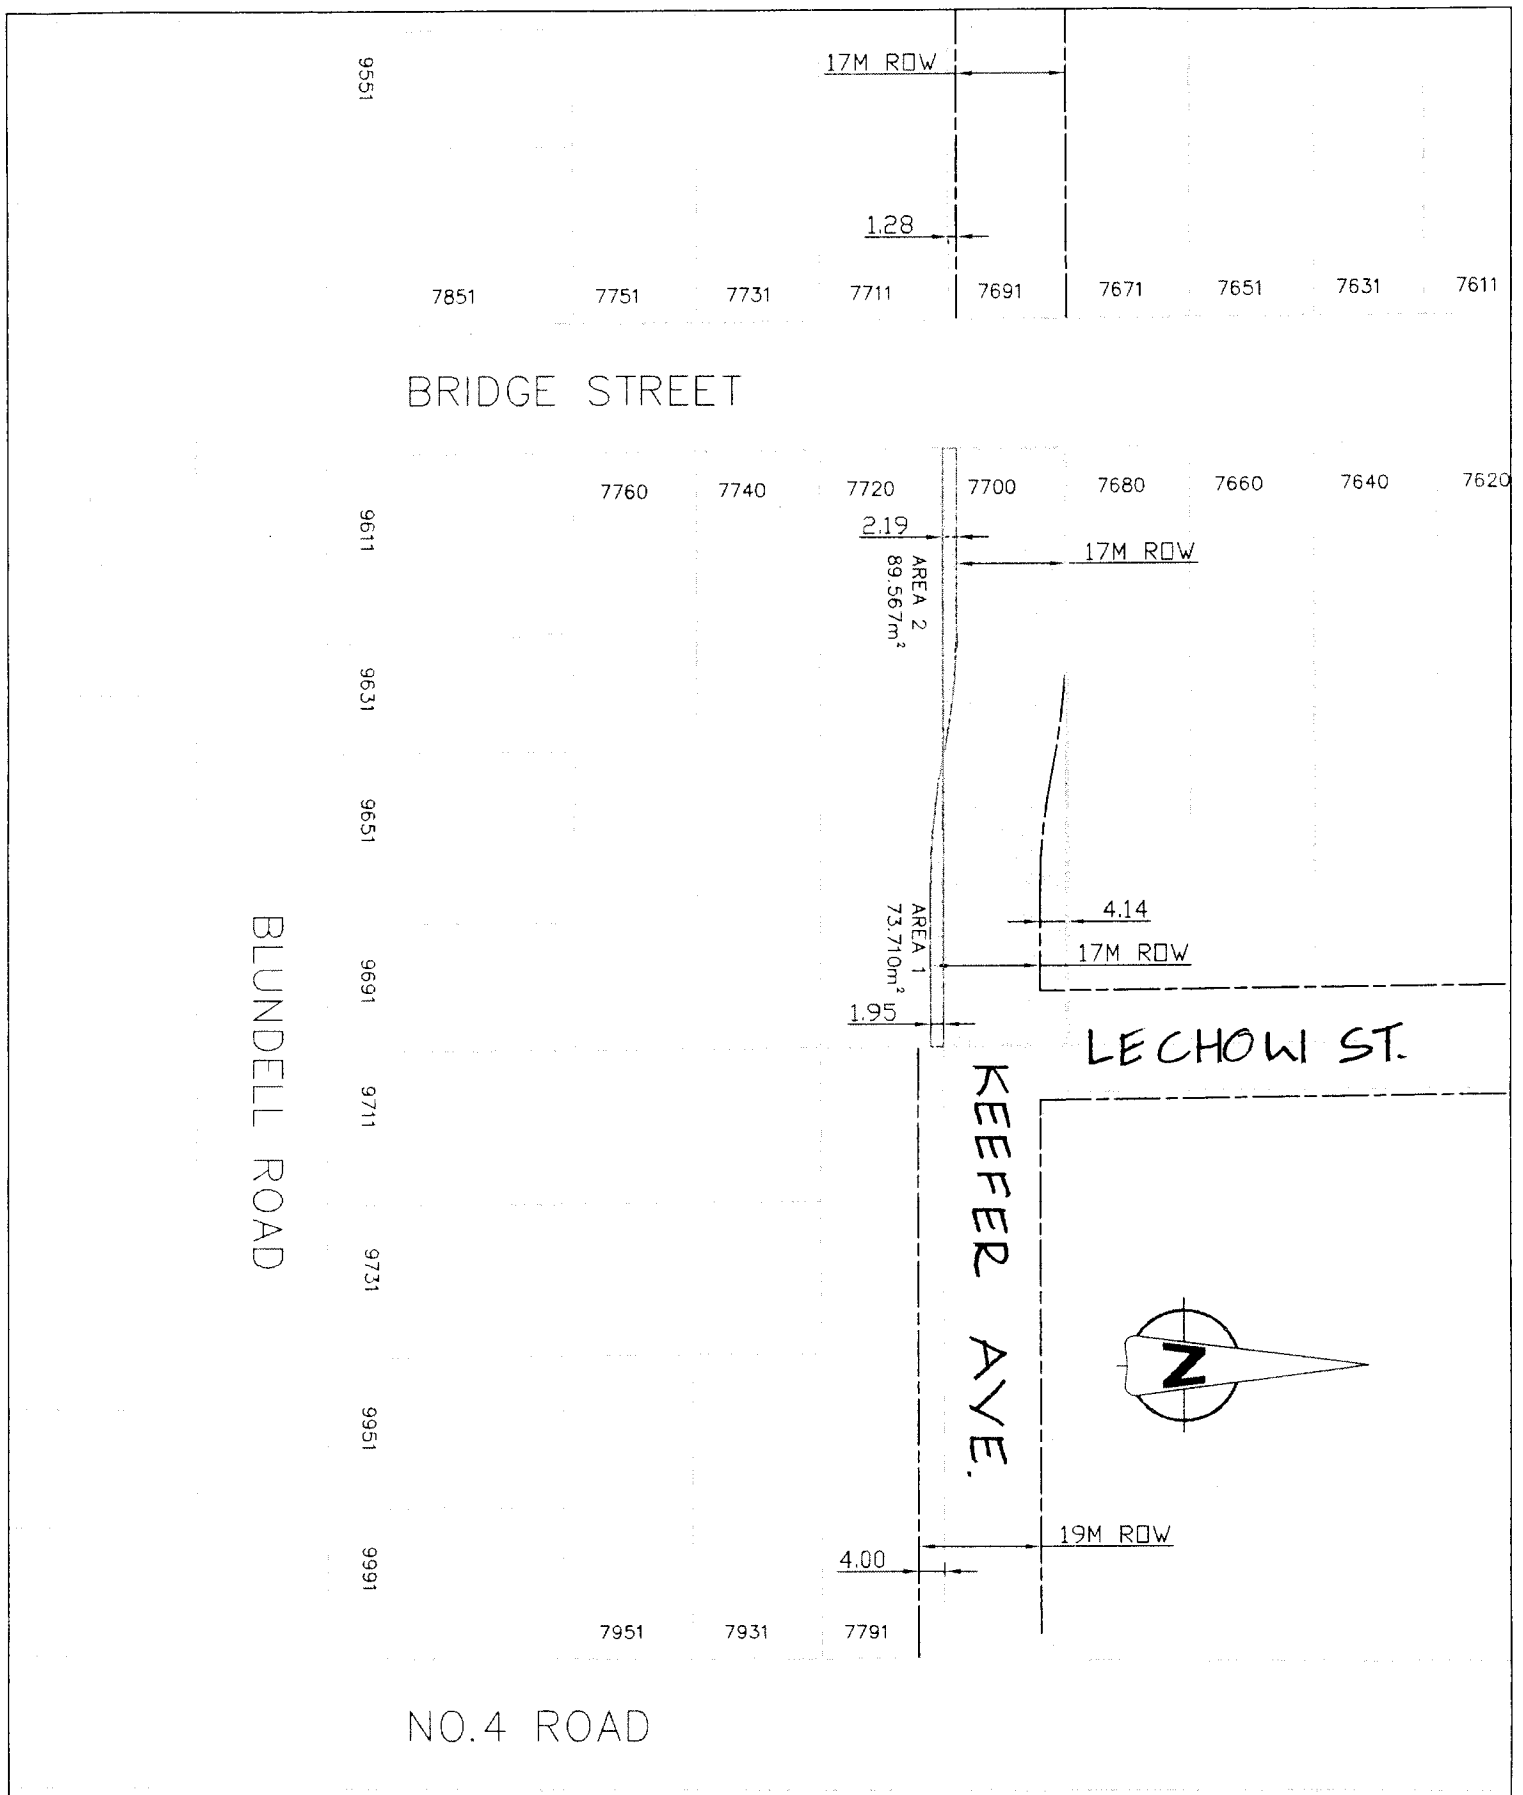 9551
17M ROW
1.28
7851 7751 7731 7711 7691 7671 7651 7631 7611
BRIDGE STREET
7760 7740 7720 7700 7680 7660 7640 7620
9611
2.19
17M ROW
AREA 2
89.567m²
9631
9651
4.14
AREA 1
73.710m²
17M ROW
9691
1.95
BLUNDELL ROAD
LECHOW ST.
KEEFER AVE.
9711
9731
N
9951
19M ROW
4.00
9991
7951 7931 7791
NO.4 ROAD